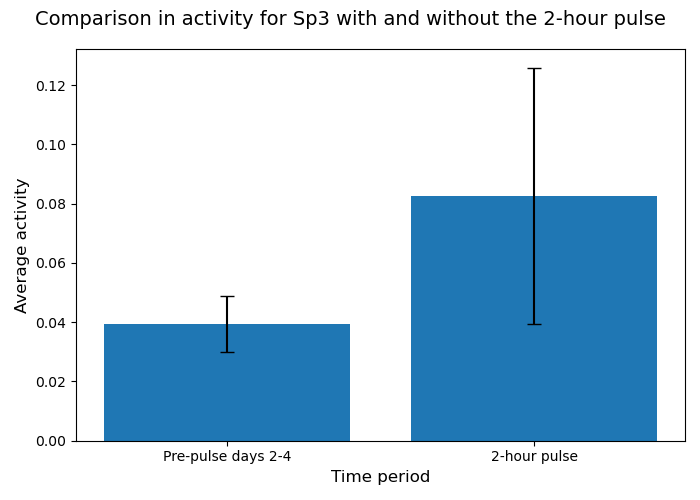 Comparison in activity for Sp3 with and without the 2-hour pulse
0.12
0.10
0.08
0.06
0.04
0.02
0.00
Average activity
Pre-pulse days 2-4
2-hour pulse
Time period